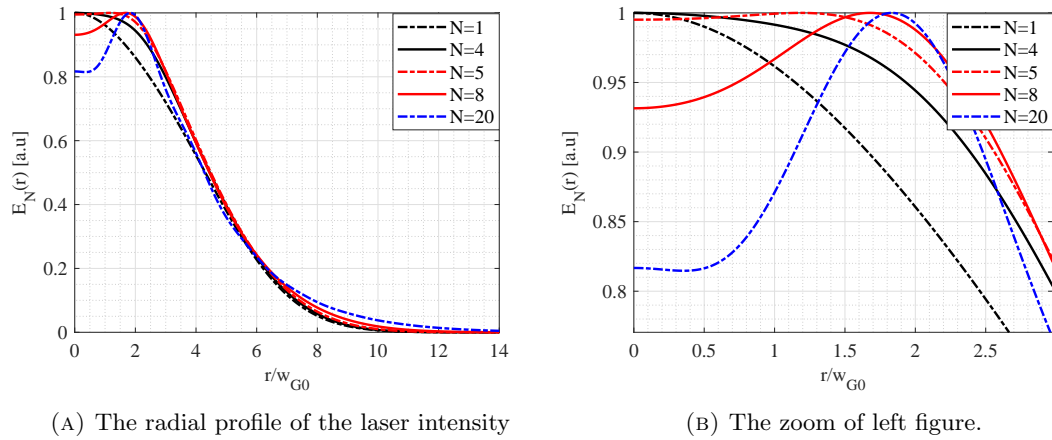 1
0.8
0.6
0.4
0.2
0
E_N(r) [a.u]
0 2 4 6 8 10 12 14
r/w_G0
N=1
N=4
N=5
N=8
N=20
(A) The radial profile of the laser intensity
1
0.95
0.9
0.85
0.8
E_N(r) [a.u]
0 0.5 1 1.5 2 2.5
r/w_G0
N=1
N=4
N=5
N=8
N=20
(B) The zoom of left figure.